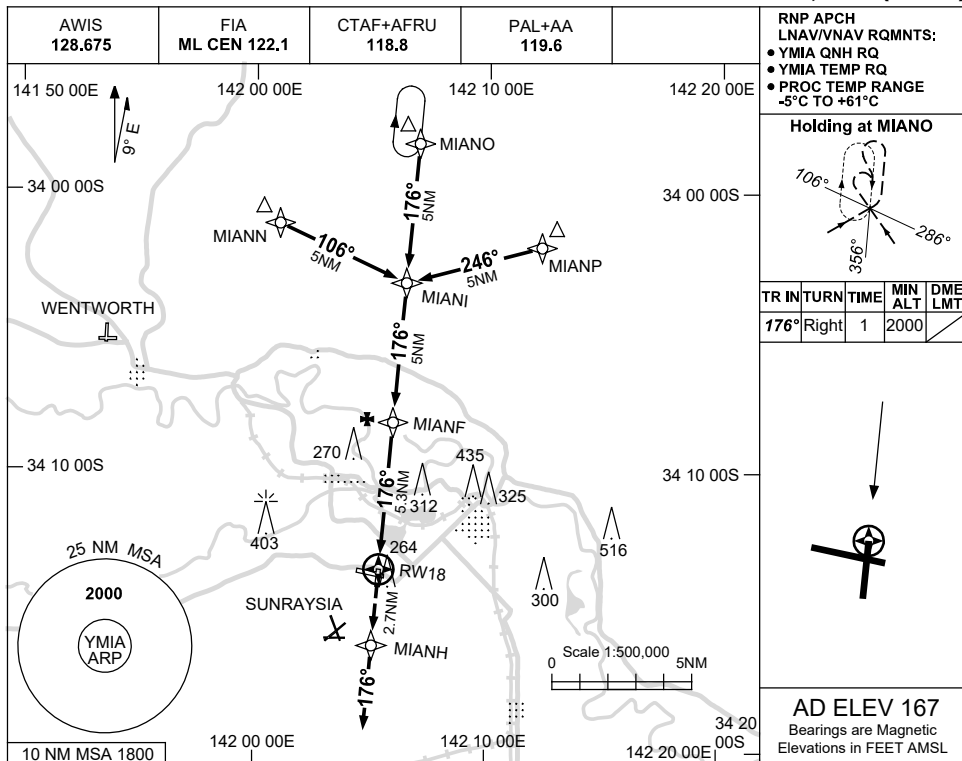 AWIS
128.675
FIA
ML CEN 122.1
CTAF+AFRU
118.8
PAL+AA
119.6
RNP APCH
LNAV/VNAV RQMNTS:
● YMIA QNH RQ
● YMIA TEMP RQ
● PROC TEMP RANGE
-5°C TO +61°C
141 50 00E
142 00 00E
142 10 00E
142 20 00E
9° E
MIANO
Holding at MIANO
106°
286°
356°
34 00 00S
34 00 00S
176°
5NM
MIANN
106°
5NM
246°
5NM
MIANP
MIANI
TR IN TURN TIME MIN ALT DME LMT
176° Right 1 2000
WENTWORTH
176°
5NM
MIANF
270
435
34 10 00S
34 10 00S
176°
5.3NM
312
325
403
516
264
RW18
300
25 NM MSA
2000
YMIA
ARP
SUNRAYSIA
2.7NM
MIANH
Scale 1:500,000
0
5NM
176°
AD ELEV 167
Bearings are Magnetic
Elevations in FEET AMSL
34 20
00S
10 NM MSA 1800
142 00 00E
142 10 00E
142 20 00E